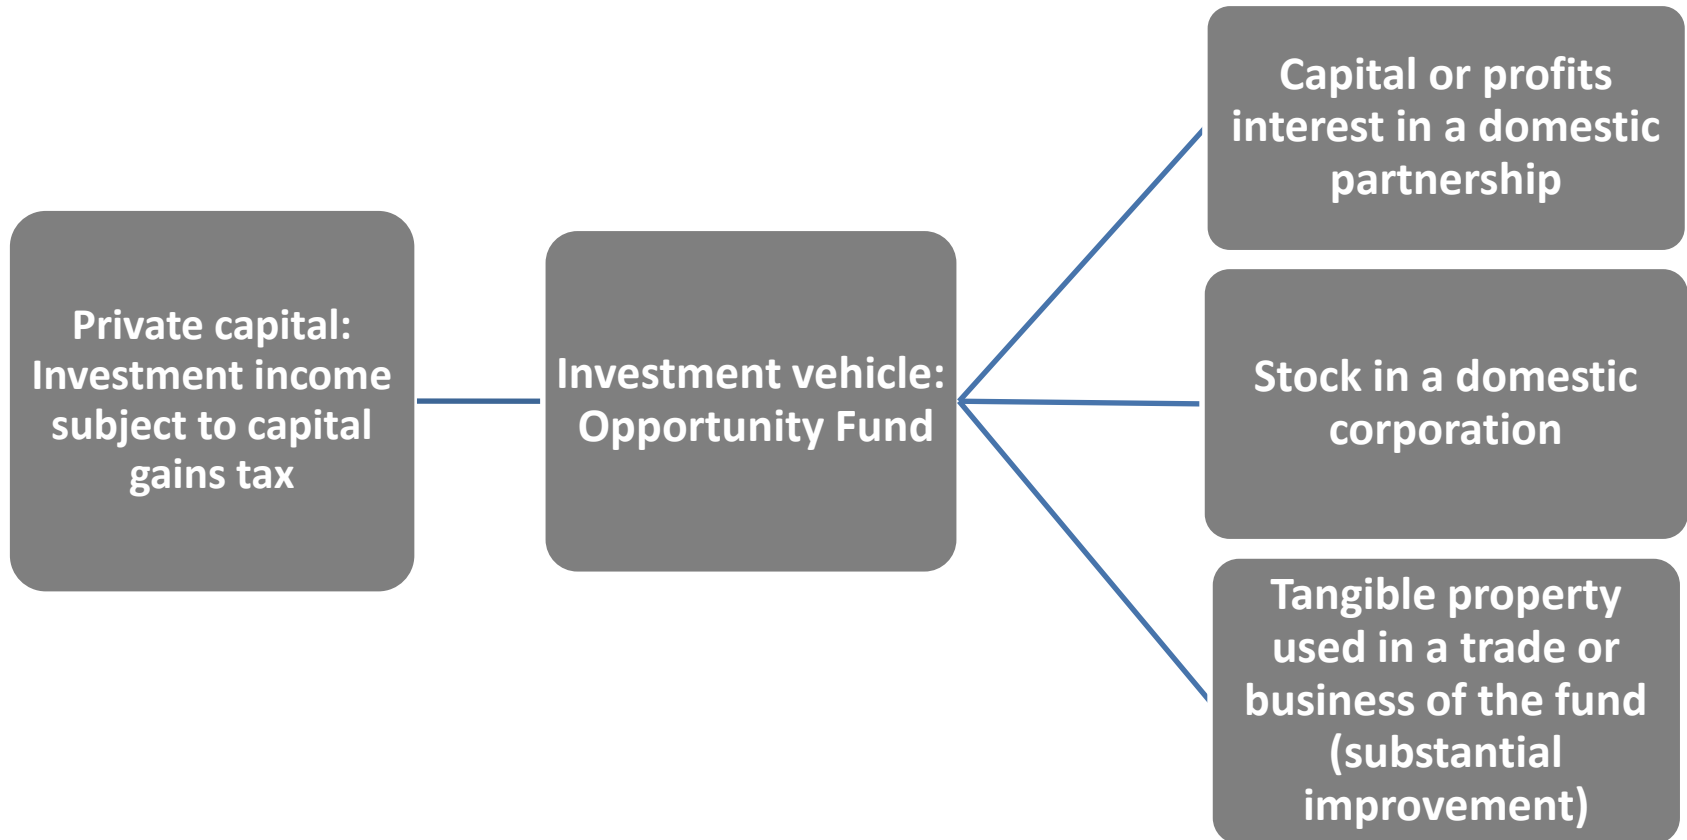 Private capital:
Investment income
subject to capital
gains tax
Investment vehicle:
Opportunity Fund
Capital or profits
interest in a domestic
partnership
Stock in a domestic
corporation
Tangible property
used in a trade or
business of the fund
(substantial
improvement)